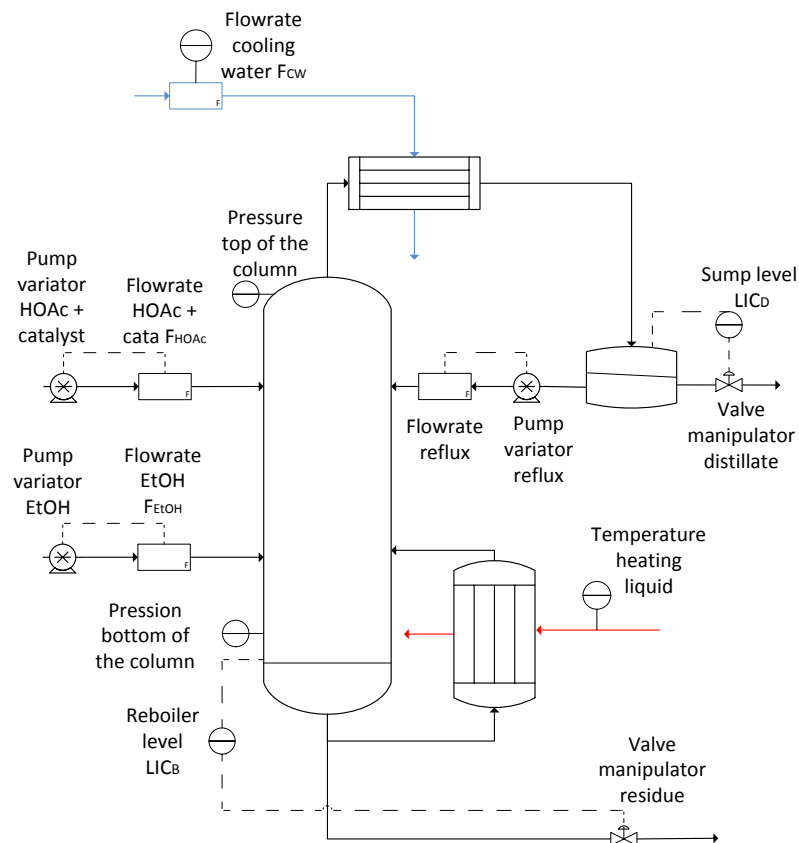 Flowrate
cooling
water FCW
F
Pressure
top of the
column
Pump
variator
HOAc +
catalyst
Flowrate
HOAc +
cata FHOAc
F
Sump level
LICD
F
Flowrate
reflux
Pump
variator
reflux
Valve
manipulator
distillate
Pump
variator
EtOH
Flowrate
EtOH
FEtOH
F
Temperature
heating
liquid
Pression
bottom of
the column
Reboiler
level
LICB
Valve
manipulator
residue